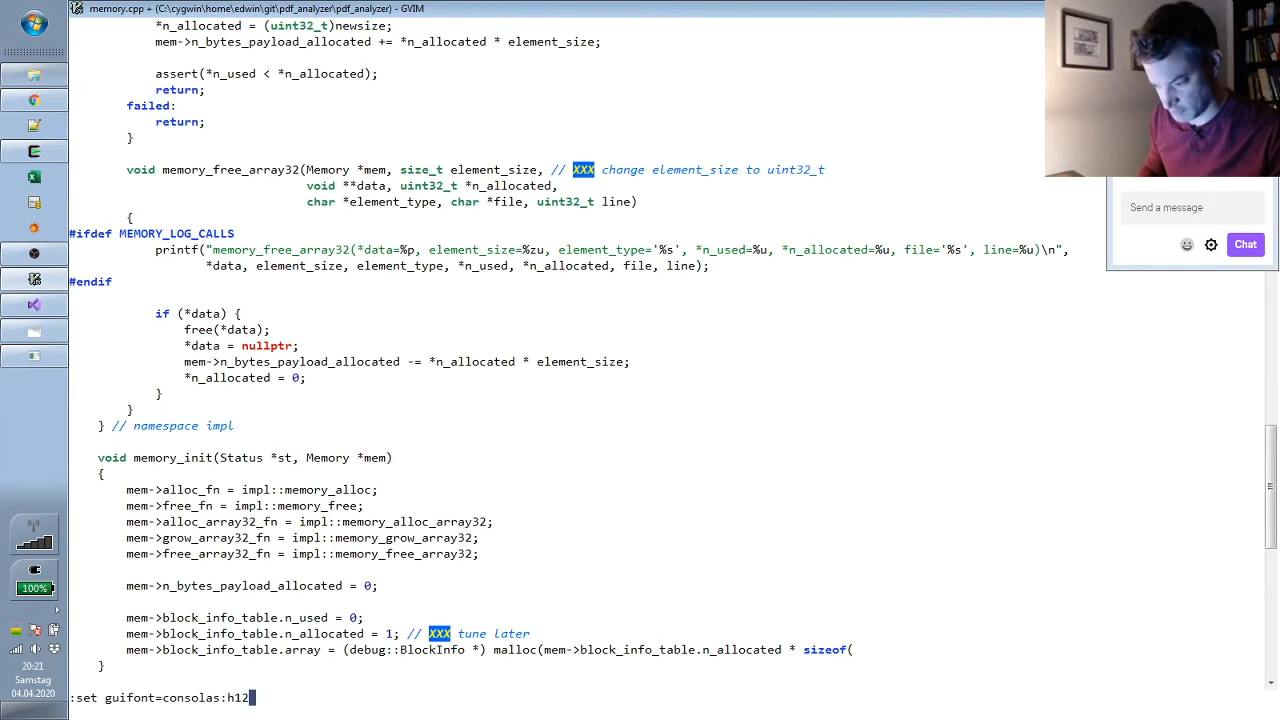 memory.cpp + (C:\cygwin\home\edwin\git\pdf_analyzer\pdf_analyzer) - GVIM
*n_allocated = (uint32_t)newsize;
mem->n_bytes_payload_allocated += *n_allocated * element_size;
assert(*n_used < *n_allocated);
return;
failed:
return;
}
void memory_free_array32(Memory *mem, size_t element_size, // XXX change element_size to uint32_t
void **data, uint32_t *n_allocated,
char *element_type, char *file, uint32_t line)
{
#ifdef MEMORY_LOG_CALLS
printf("memory_free_array32(*data=%p, element_size=%zu, element_type='%s', *n_used=%u, *n_allocated=%u, file='%s', line=%u)\n",
*data, element_size, element_type, *n_used, *n_allocated, file, line);
#endif
if (*data) {
free(*data);
*data = nullptr;
mem->n_bytes_payload_allocated -= *n_allocated * element_size;
*n_allocated = 0;
}
}
} // namespace impl
void memory_init(Status *st, Memory *mem)
{
mem->alloc_fn = impl::memory_alloc;
mem->free_fn = impl::memory_free;
mem->alloc_array32_fn = impl::memory_alloc_array32;
mem->grow_array32_fn = impl::memory_grow_array32;
mem->free_array32_fn = impl::memory_free_array32;
mem->n_bytes_payload_allocated = 0;
mem->block_info_table.n_used = 0;
mem->block_info_table.n_allocated = 1; // XXX tune later
mem->block_info_table.array = (debug::BlockInfo *) malloc(mem->block_info_table.n_allocated * sizeof(
}
:set guifont=consolas:h12
Send a message
Chat
100%
20:21
Samstag
04.04.2020